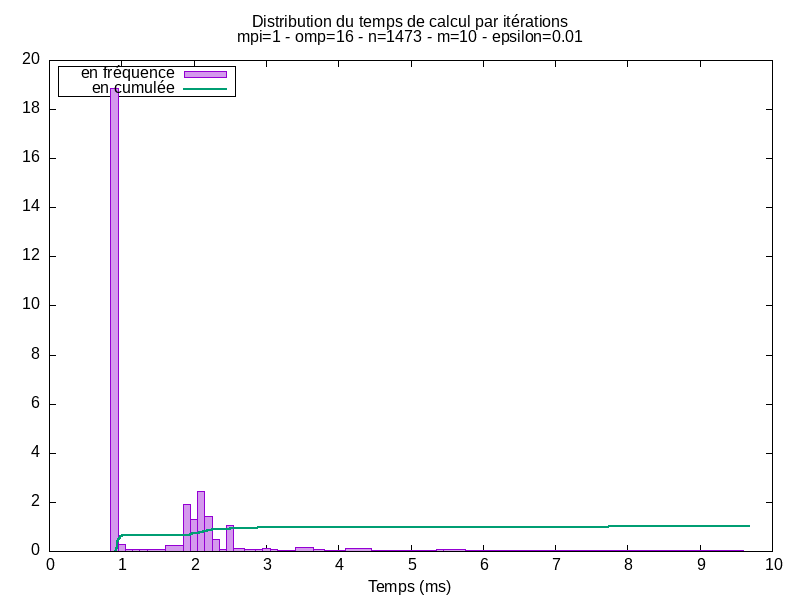 Distribution du temps de calcul par itérations
mpi=1 - omp=16 - n=1473 - m=10 - epsilon=0.01
20
en fréquence
en cumulée
18
16
14
12
10
8
6
4
2
0
0 1 2 3 4 5 6 7 8 9 10
Temps (ms)